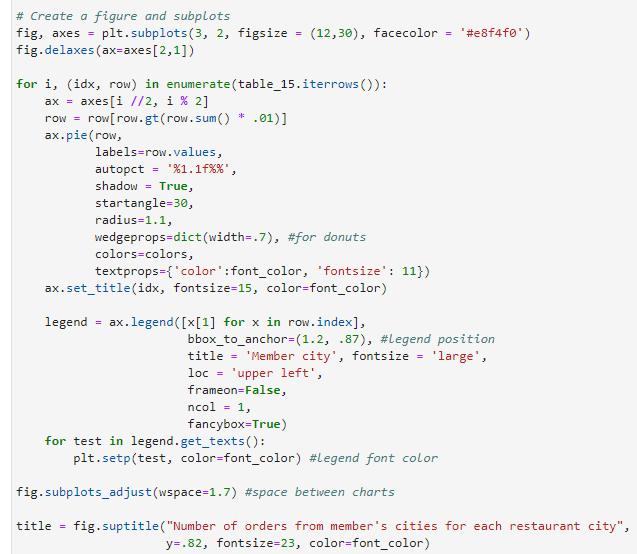 # Create a figure and subplots
fig, axes = plt.subplots(3, 2, figsize = (12,30), facecolor = '#e8f4f0')
fig.delaxes(ax=axes[2,1])

for i, (idx, row) in enumerate(table_15.iterrows()):
    ax = axes[i //2, i % 2]
    row = row[row.gt(row.sum() * .01)]
    ax.pie(row,
           labels=row.values,
           autopct = '%1.1f%%',
           shadow = True,
           startangle=30,
           radius=1.1,
           wedgeprops=dict(width=.7), #for donuts
           colors=colors,
           textprops={'color':font_color, 'fontsize': 11})
    ax.set_title(idx, fontsize=15, color=font_color)

    legend = ax.legend([x[1] for x in row.index],
                        bbox_to_anchor=(1.2, .87), #Legend position
                        title = 'Member city', fontsize = 'large',
                        loc = 'upper left',
                        frameon=False,
                        ncol = 1,
                        fancybox=True)
    for test in legend.get_texts():
        plt.setp(test, color=font_color) #Legend font color

fig.subplots_adjust(wspace=1.7) #space between charts

title = fig.suptitle("Number of orders from member's cities for each restaurant city",
                     y=.82, fontsize=23, color=font_color)